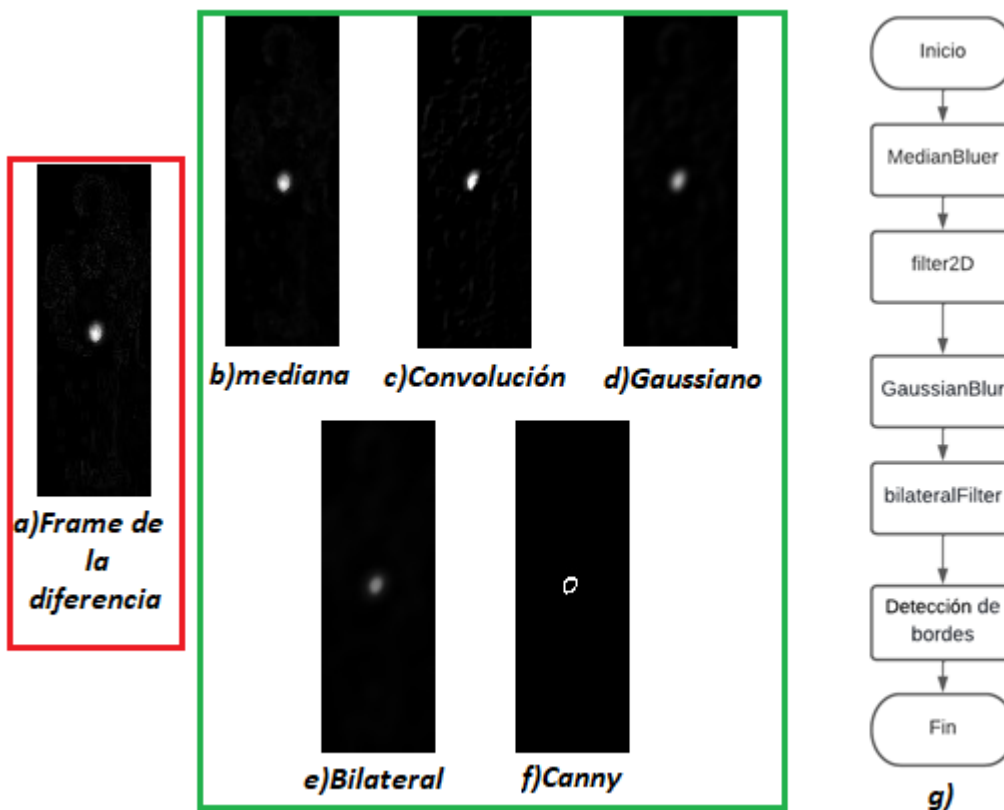 a)Frame de
la
diferencia
b)mediana
c)Convolución
d)Gaussiano
e)Bilateral
f)Canny
Inicio
MedianBluer
filter2D
GaussianBlur
bilateralFilter
Detección de
bordes
Fin
g)